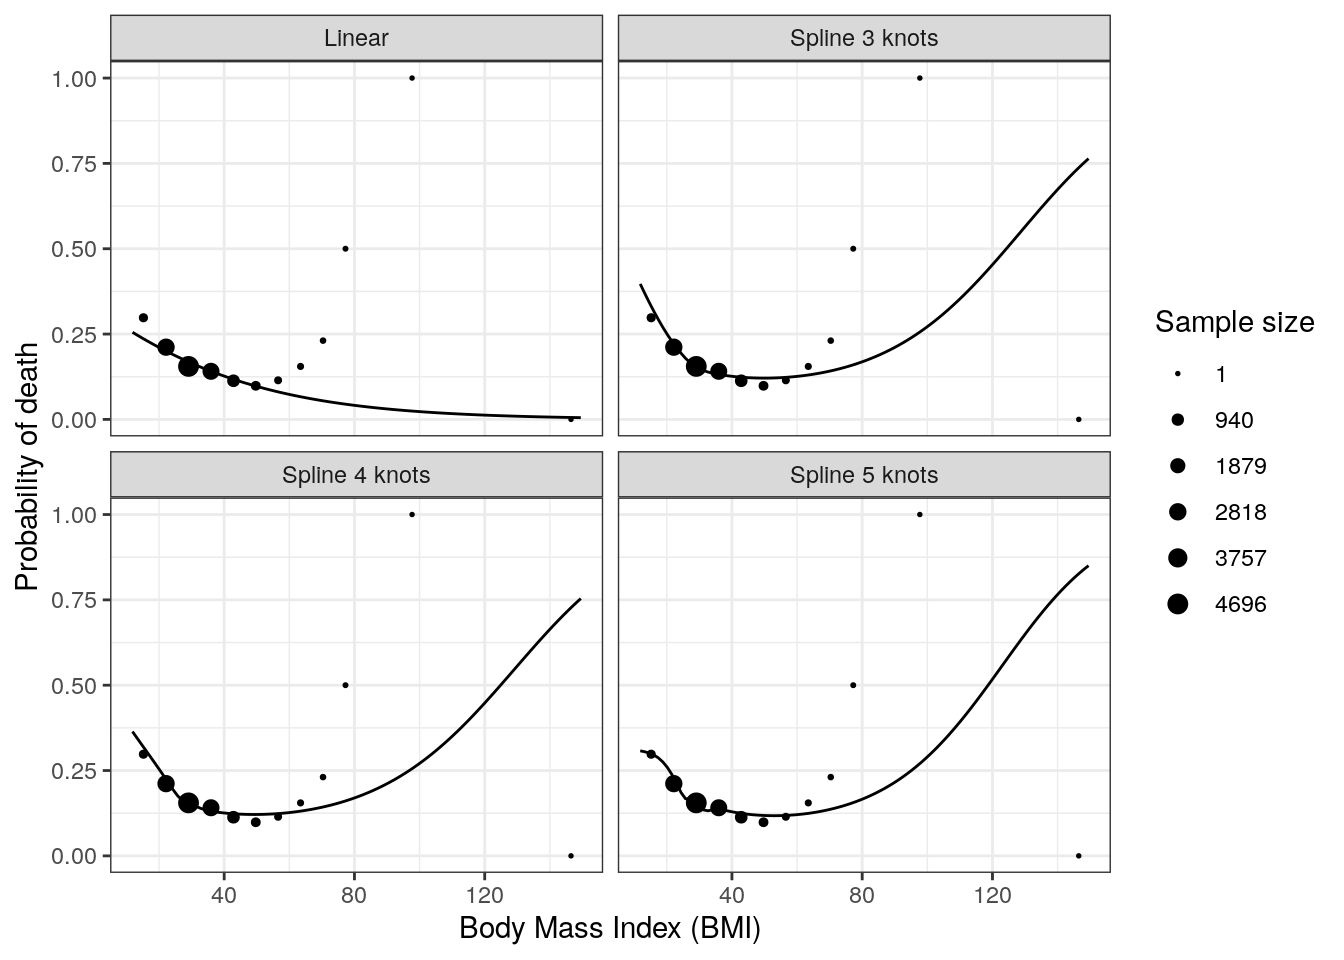 Linear
Spline 3 knots
1.00
0.75
0.50
0.25
0.00
Spline 4 knots
Spline 5 knots
1.00
0.75
0.50
0.25
0.00
40 80 120
40 80 120
Body Mass Index (BMI)
Probability of death
Sample size
1
940
1879
2818
3757
4696